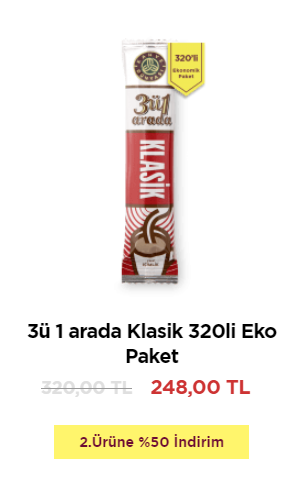 320'li
Ekonomik
Paket
3ü1
arada
KLASİK
3ü 1 arada Klasik 320li Eko
Paket
320,00 TL 248,00 TL
2.Ürüne %50 İndirim